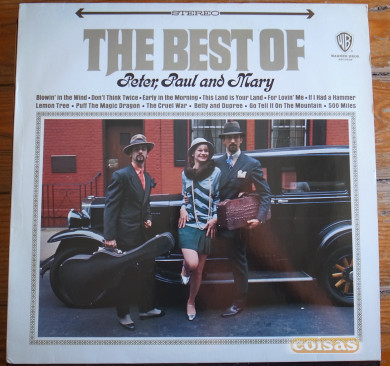 STEREO
THE BEST OF
Peter, Paul and Mary
WB
WARNER BROS
Blowin' in the Wind • Don't Think Twice • Early in the Morning • This Land is Your Land • For Lovin' Me • If I Had a Hammer
Lemon Tree • Puff The Magic Dragon • The Cruel War • Betty and Dupree • Go Tell It On The Mountain • 500 Miles
coisas